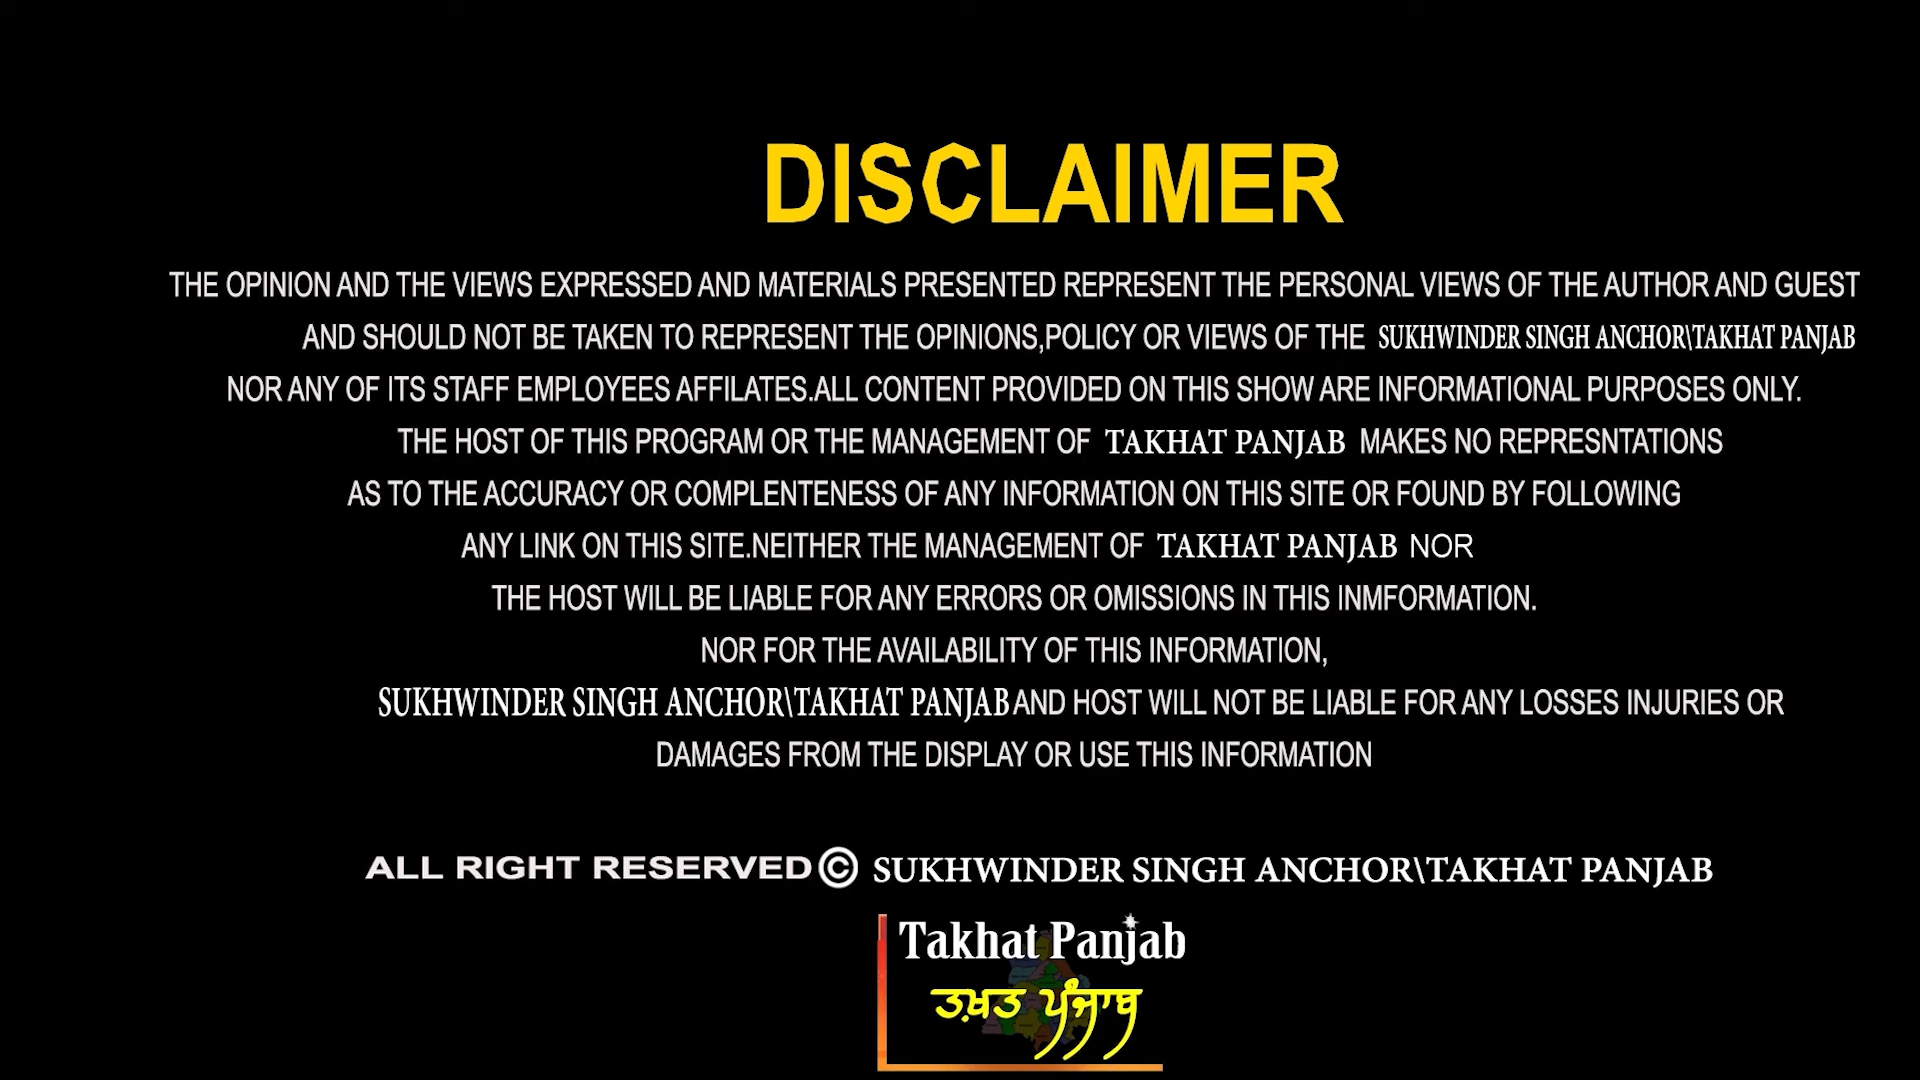 DISCLAIMER
THE OPINION AND THE VIEWS EXPRESSED AND MATERIALS PRESENTED REPRESENT THE PERSONAL VIEWS OF THE AUTHOR AND GUEST
AND SHOULD NOT BE TAKEN TO REPRESENT THE OPINIONS,POLICY OR VIEWS OF THE SUKHWINDER SINGH ANCHOR\TAKHAT PANJAB
NOR ANY OF ITS STAFF EMPLOYEES AFFILATES.ALL CONTENT PROVIDED ON THIS SHOW ARE INFORMATIONAL PURPOSES ONLY.
THE HOST OF THIS PROGRAM OR THE MANAGEMENT OF TAKHAT PANJAB MAKES NO REPRESNTATIONS
AS TO THE ACCURACY OR COMPLENTENESS OF ANY INFORMATION ON THIS SITE OR FOUND BY FOLLOWING
ANY LINK ON THIS SITE.NEITHER THE MANAGEMENT OF TAKHAT PANJAB NOR
THE HOST WILL BE LIABLE FOR ANY ERRORS OR OMISSIONS IN THIS INMFORMATION.
NOR FOR THE AVAILABILITY OF THIS INFORMATION,
SUKHWINDER SINGH ANCHOR\TAKHAT PANJAB AND HOST WILL NOT BE LIABLE FOR ANY LOSSES INJURIES OR
DAMAGES FROM THE DISPLAY OR USE THIS INFORMATION
ALL RIGHT RESERVED © SUKHWINDER SINGH ANCHOR\TAKHAT PANJAB
Takhat Panjab
ਤਖ਼ਤ ਪੰਜਾਬ